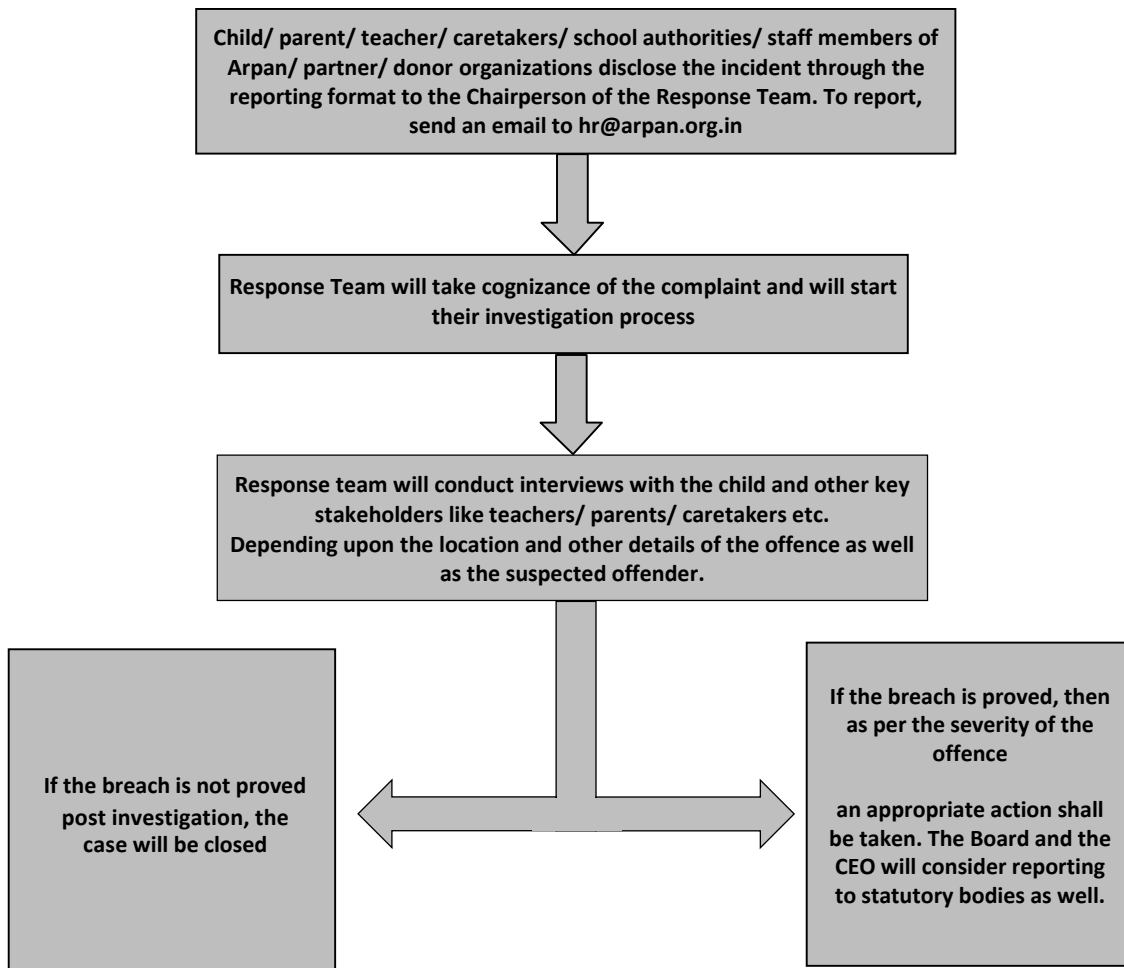 Child/ parent/ teacher/ caretakers/ school authorities/ staff members of
Arpan/ partner/ donor organizations disclose the incident through the
reporting format to the Chairperson of the Response Team. To report,
send an email to hr@arpan.org.in
Response Team will take cognizance of the complaint and will start
their investigation process
Response team will conduct interviews with the child and other key
stakeholders like teachers/ parents/ caretakers etc.
Depending upon the location and other details of the offence as well
as the suspected offender.
If the breach is not proved
post investigation, the
case will be closed
If the breach is proved, then
as per the severity of the
offence
an appropriate action shall
be taken. The Board and the
CEO will consider reporting
to statutory bodies as well.